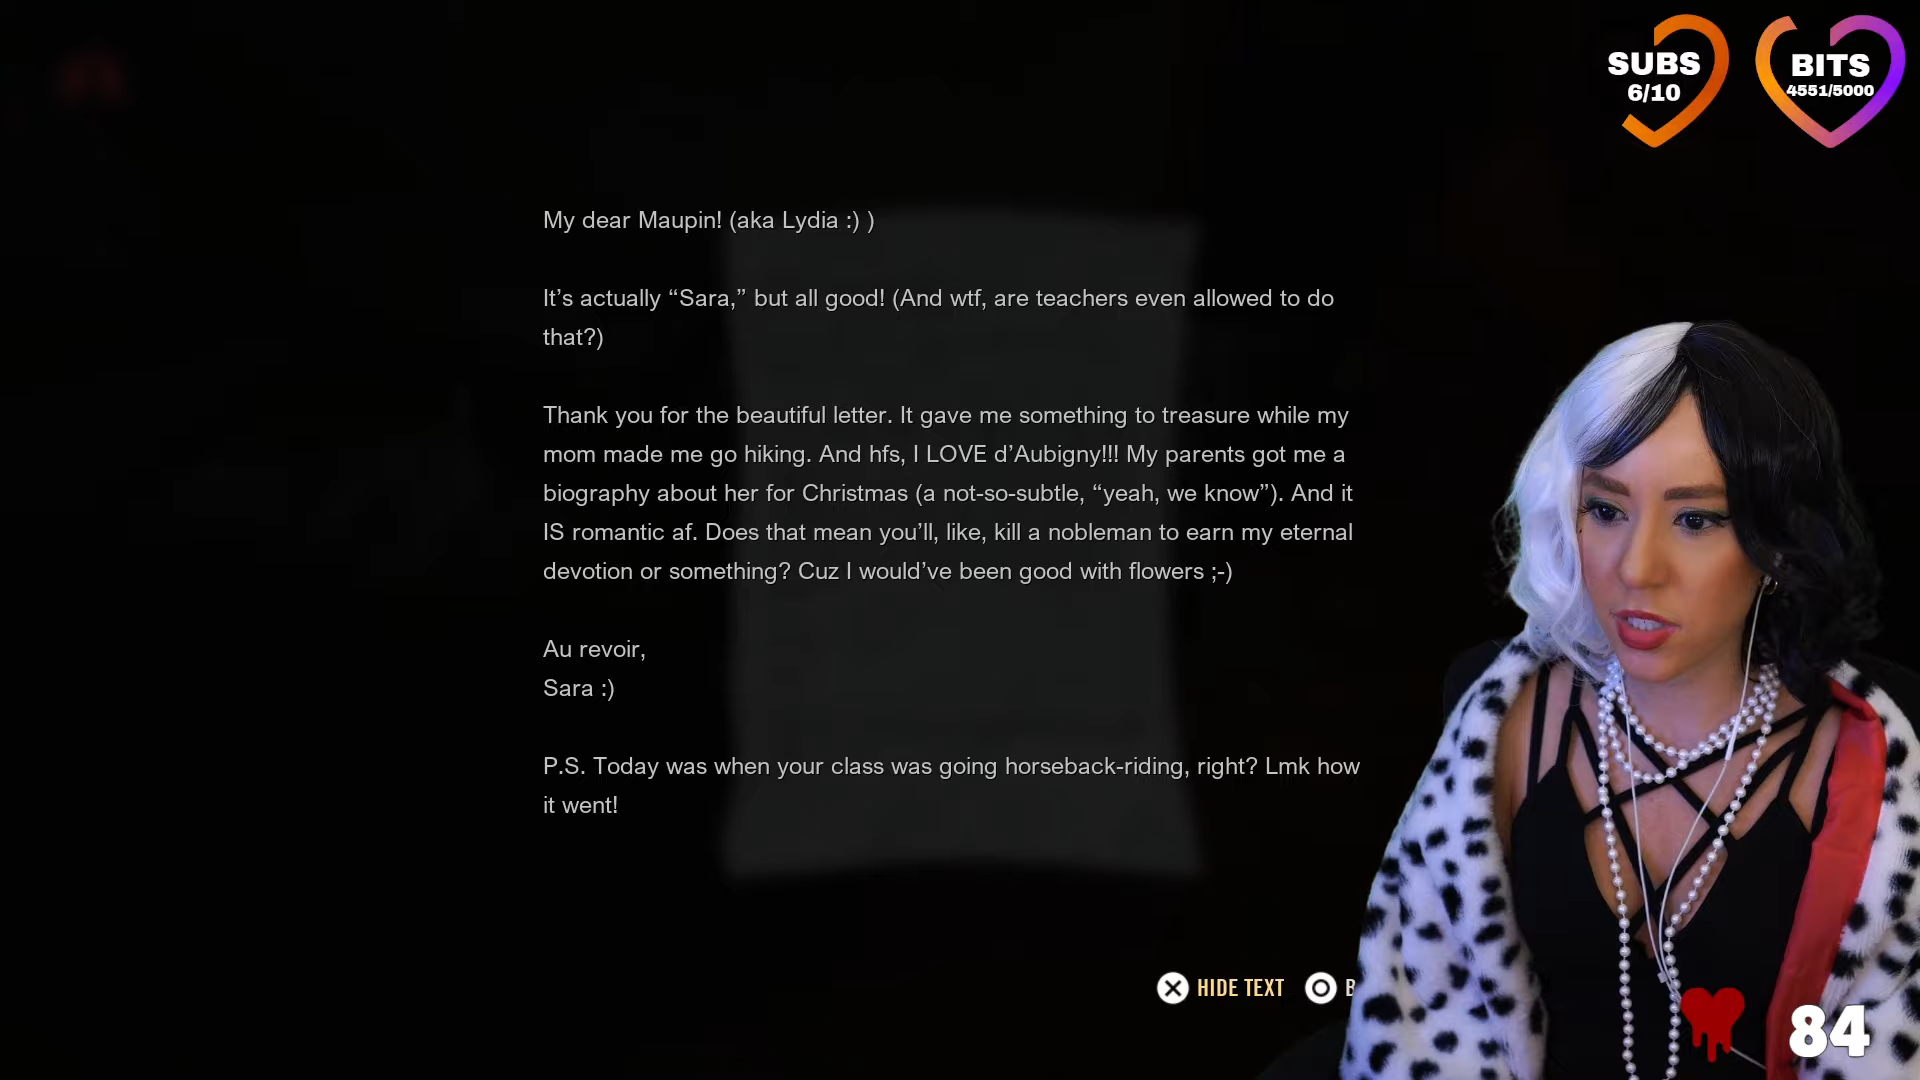 SUBS
6/10
BITS
4551/5000
My dear Maupin! (aka Lydia :) )
It’s actually “Sara,” but all good! (And wtf, are teachers even allowed to do
that?)
Thank you for the beautiful letter. It gave me something to treasure while my
mom made me go hiking. And hfs, I LOVE d’Aubigny!!! My parents got me a
biography about her for Christmas (a not-so-subtle, “yeah, we know”). And it
IS romantic af. Does that mean you’ll, like, kill a nobleman to earn my eternal
devotion or something? Cuz I would’ve been good with flowers ;-)
Au revoir,
Sara :)
P.S. Today was when your class was going horseback-riding, right? Lmk how
it went!
HIDE TEXT
84